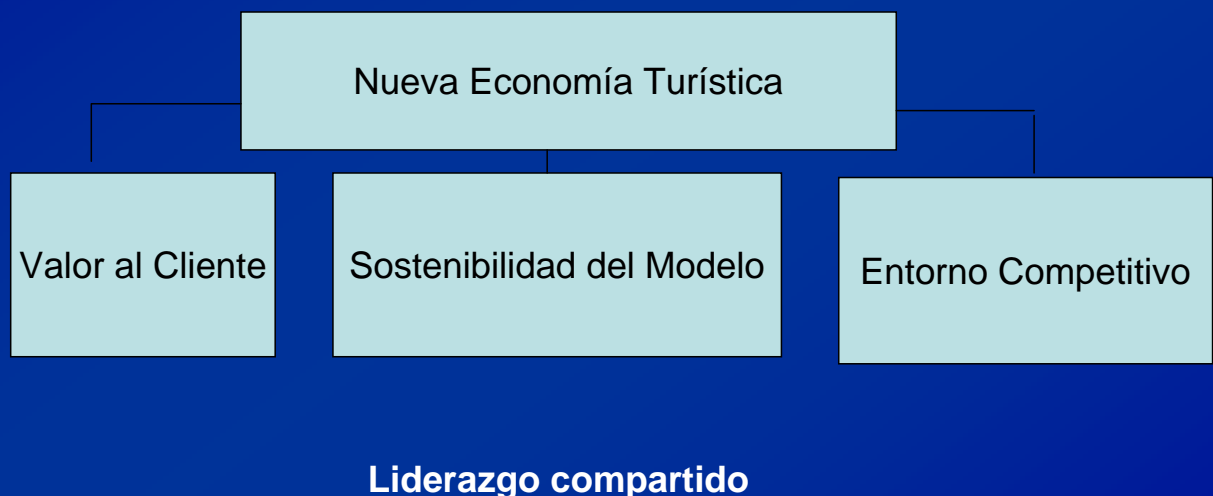 Nueva Economía Turística
Valor al Cliente
Sostenibilidad del Modelo
Entorno Competitivo
Liderazgo compartido